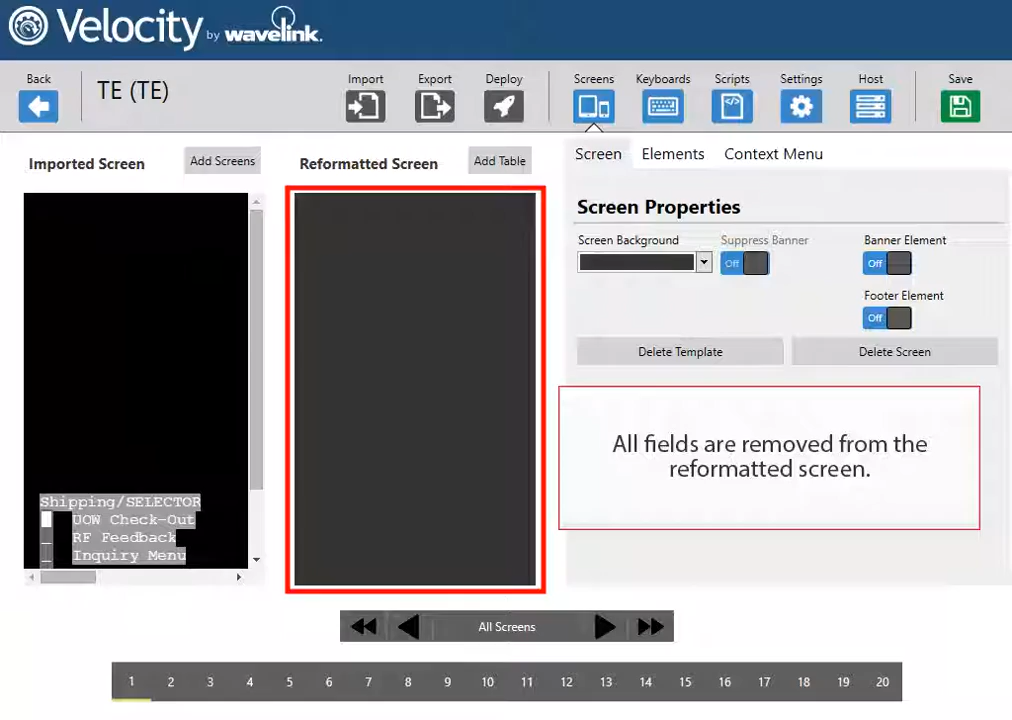 Velocity by wavelink.
Back
TE (TE)
Import
Export
Deploy
Screens
Keyboards
Scripts
Settings
Host
Save
Imported Screen
Add Screens
Reformatted Screen
Add Table
Screen
Elements
Context Menu
Screen Properties
Screen Background
Suppress Banner
Banner Element
Off
Off
Footer Element
Off
Delete Template
Delete Screen
All fields are removed from the
reformatted screen.
Shipping/SELECTOR
UOW Check-Out
_ RF Feedback
_ Inquiry Menu
All Screens
1 2 3 4 5 6 7 8 9 10 11 12 13 14 15 16 17 18 19 20